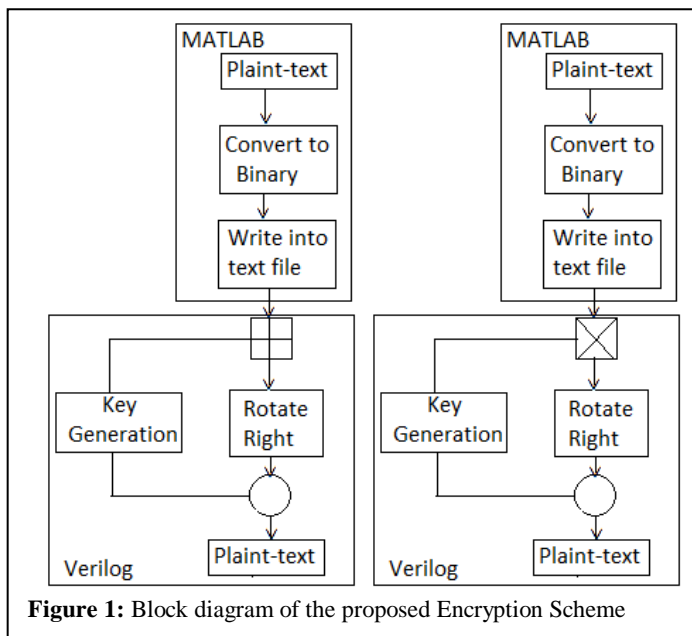 MATLAB
Plaint-text
Convert to
Binary
Write into
text file
Key
Generation
Rotate
Right
Plaint-text
Verilog
MATLAB
Plaint-text
Convert to
Binary
Write into
text file
Key
Generation
Rotate
Right
Plaint-text
Verilog
Figure 1: Block diagram of the proposed Encryption Scheme